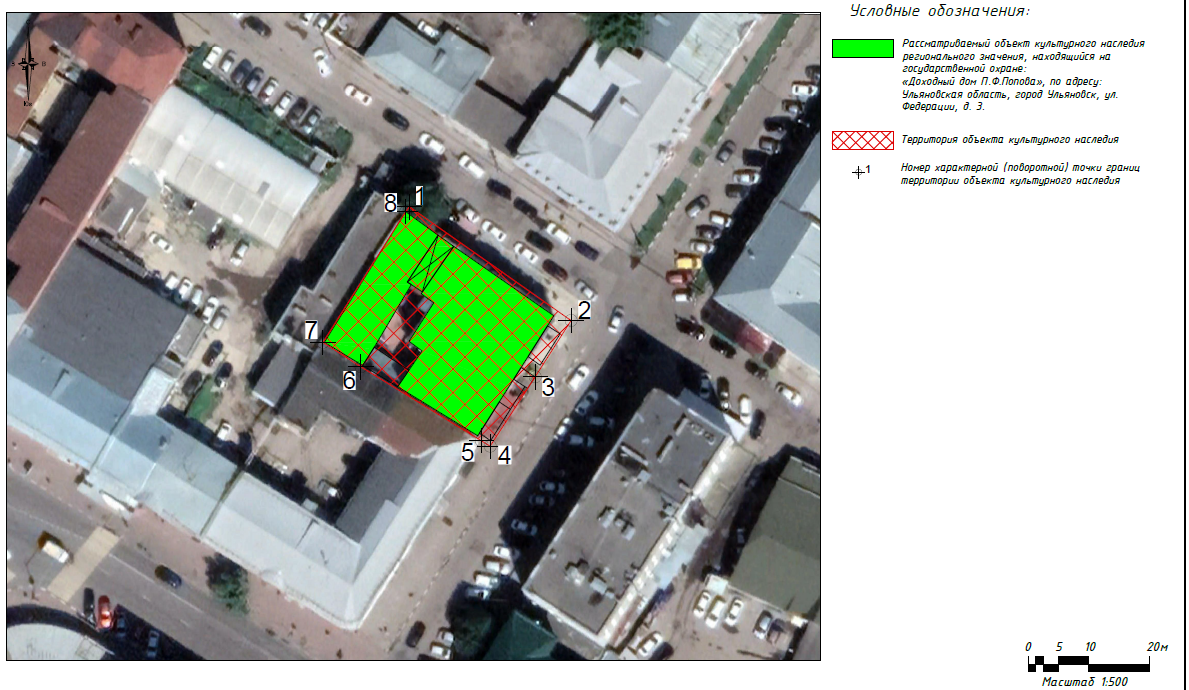 Условные обозначения:
Рассматриваемый объект культурного наследия
регионального значения, находящийся на
государственной охране:
«Доходный дом П.Ф.Попова», по адресу:
Ульяновская область, город Ульяновск, ул.
Федерации, д. 3.
Территория объекта культурного наследия
1
Номер характерной (поворотной) точки границ
территории объекта культурного наследия
В
8 1
2
7
6
3
5 4
0 5 10 20м
Масштаб 1:500